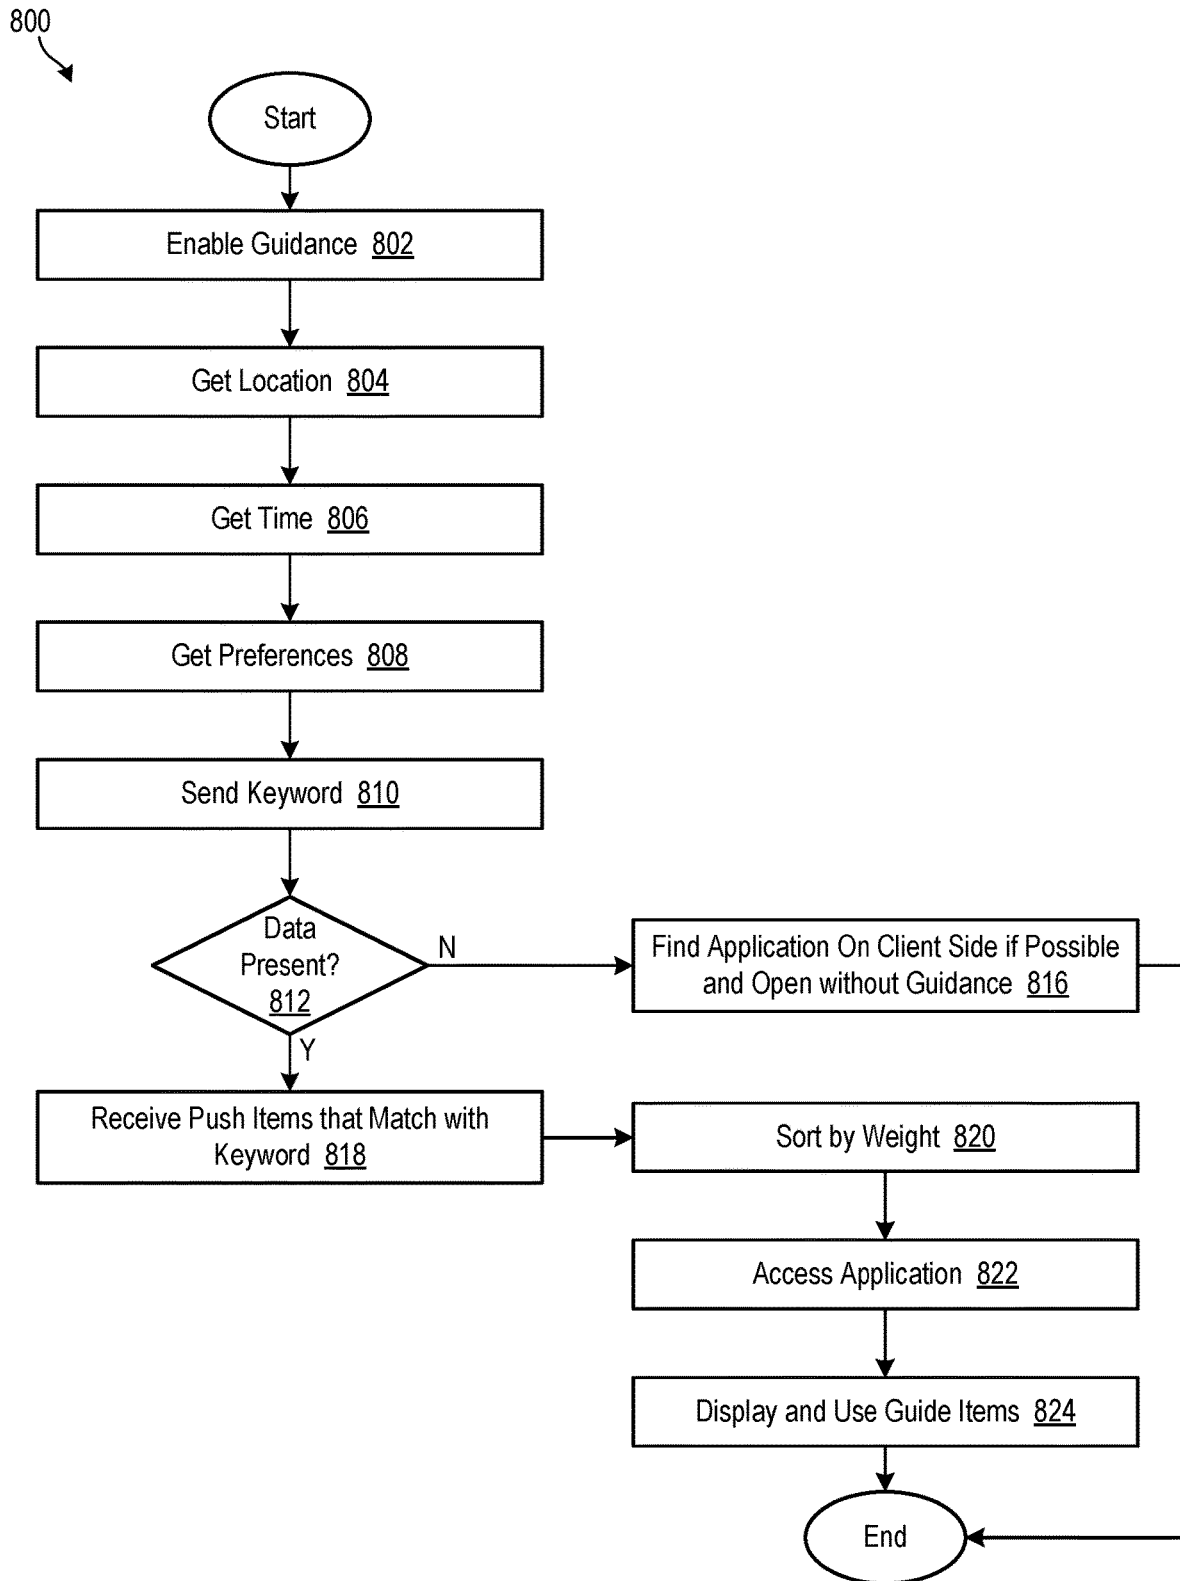 800
Start
Enable Guidance 802
Get Location 804
Get Time 806
Get Preferences 808
Send Keyword 810
Data
Present?
812
N
Find Application On Client Side if Possible
and Open without Guidance 816
Y
Receive Push Items that Match with
Keyword 818
Sort by Weight 820
Access Application 822
Display and Use Guide Items 824
End